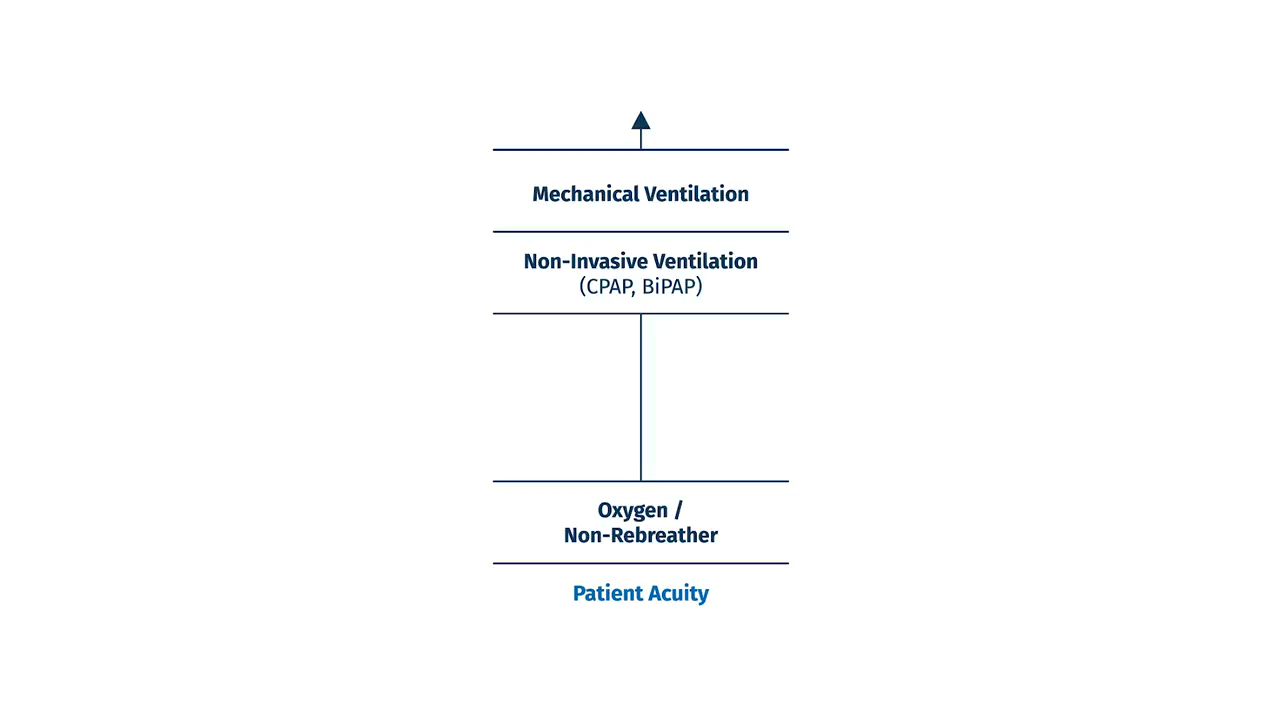 Mechanical Ventilation
Non-Invasive Ventilation
(CPAP, BiPAP)
Oxygen /
Non-Rebreather
Patient Acuity